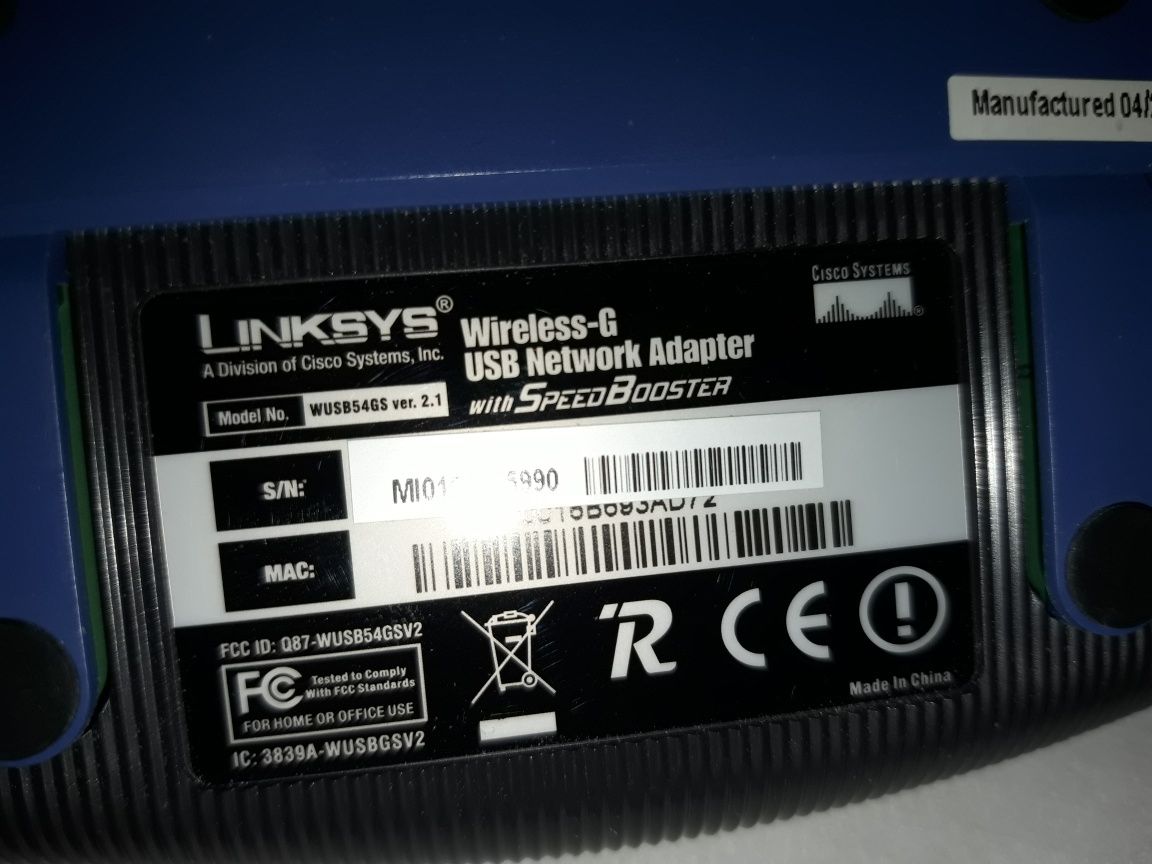 Manufactured 04/
LINKSYS®
A Division of Cisco Systems, Inc.
Wireless-G
USB Network Adapter
with SPEEDBOOSTER
CISCO SYSTEMS
®
Model No. WUSB54GS ver. 2.1
S/N:
MAC:
FCC ID: Q87-WUSB54GSV2
FC Tested to Comply
With FCC Standards
FOR HOME OR OFFICE USE
IC: 3839A-WUSBGSV2
R
CE
Made In China